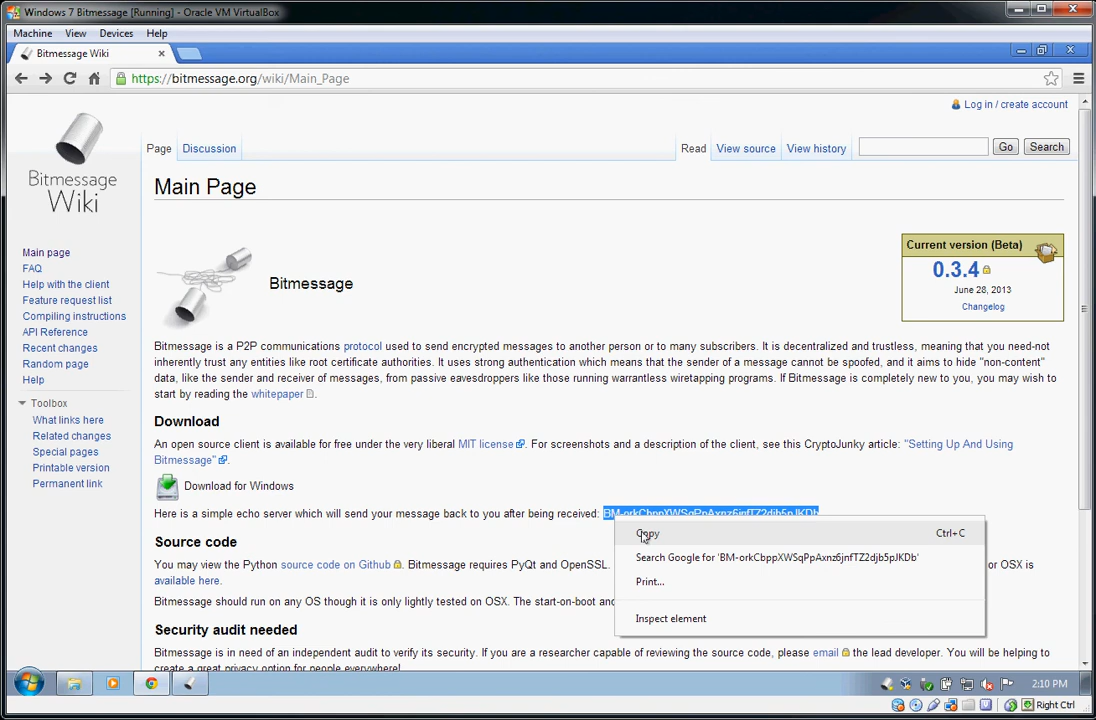 Windows 7 Bitmessage [Running] - Oracle VM VirtualBox
Machine View Devices Help
Bitmessage Wiki
https://bitmessage.org/wiki/Main_Page
Log in / create account
Page Discussion Read View source View history Go Search
Bitmessage
Wiki
Main Page
Main page
FAQ
Help with the client
Feature request list
Compiling instructions
API Reference
Recent changes
Random page
Help
Toolbox
What links here
Related changes
Special pages
Printable version
Permanent link
Bitmessage
Current version (Beta)
0.3.4
June 28, 2013
Changelog
Bitmessage is a P2P communications protocol used to send encrypted messages to another person or to many subscribers. It is decentralized and trustless, meaning that you need-not
inherently trust any entities like root certificate authorities. It uses strong authentication which means that the sender of a message cannot be spoofed, and it aims to hide "non-content"
data, like the sender and receiver of messages, from passive eavesdroppers like those running warrantless wiretapping programs. If Bitmessage is completely new to you, you may wish to
start by reading the whitepaper.
Download
An open source client is available for free under the very liberal MIT license. For screenshots and a description of the client, see this CryptoJunky article: "Setting Up And Using
Bitmessage".
Download for Windows
Here is a simple echo server which will send your message back to you after being received: BM-orkCbppXWSqPpAxnz6jnfTZ2djb5pJKDb
Copy Ctrl+C
Search Google for 'BM-orkCbppXWSqPpAxnz6jnfTZ2djb5pJKDb'
Print...
Inspect element
Source code
You may view the Python source code on Github. Bitmessage requires PyQt and OpenSSL. or OSX is
available here.
Bitmessage should run on any OS though it is only lightly tested on OSX. The start-on-boot and
Security audit needed
Bitmessage is in need of an independent audit to verify its security. If you are a researcher capable of reviewing the source code, please email the lead developer. You will be helping to
create a great privacy option for people everywhere!
2:10 PM
Right Ctrl